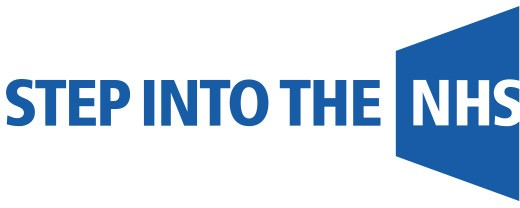 STEP INTO THE NHS